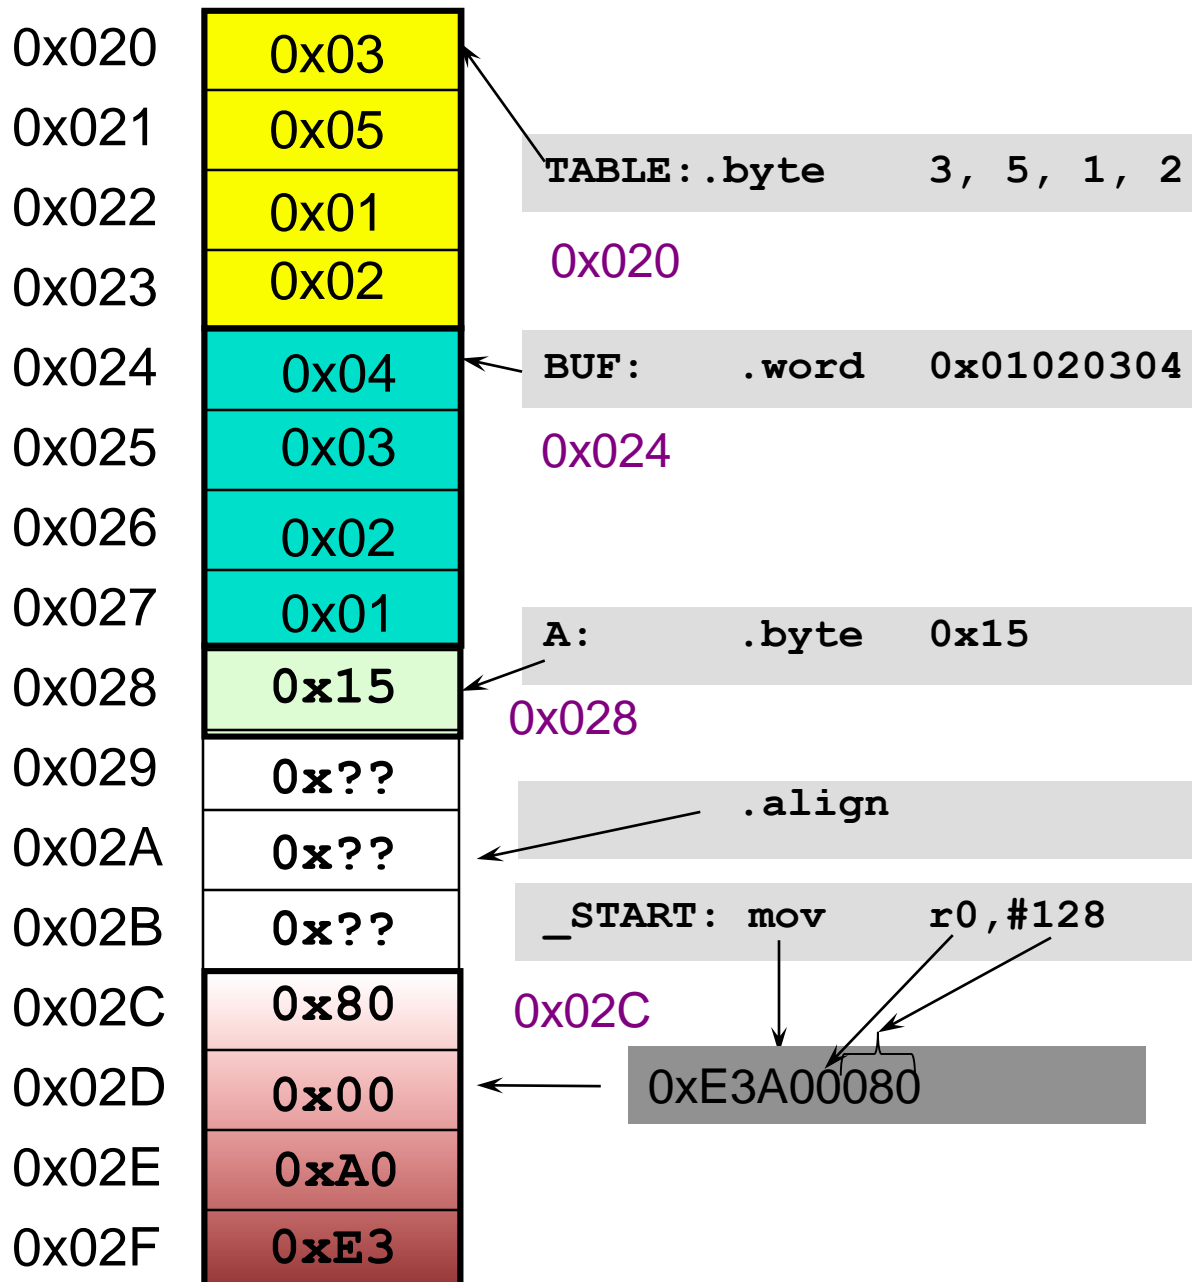 0x020 0x03
0x021 0x05
TABLE:.byte 3, 5, 1, 2
0x022 0x01
0x020
0x023 0x02
0x024 0x04
BUF: .word 0x01020304
0x025 0x03
0x024
0x026 0x02
0x027 0x01
A: .byte 0x15
0x028 0x15
0x028
0x029 0x??
.align
0x02A 0x??
0x02B 0x??
_START: mov r0,#128
0x02C 0x80
0x02C
0x02D 0x00
0xE3A00080
0x02E 0xA0
0x02F 0xE3